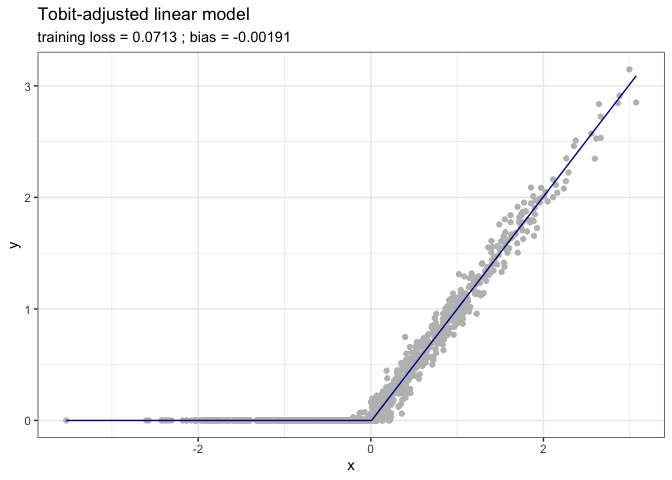 Tobit-adjusted linear model
training loss = 0.0713 ; bias = -0.00191
3
2
1
0
y
-2
0
2
x